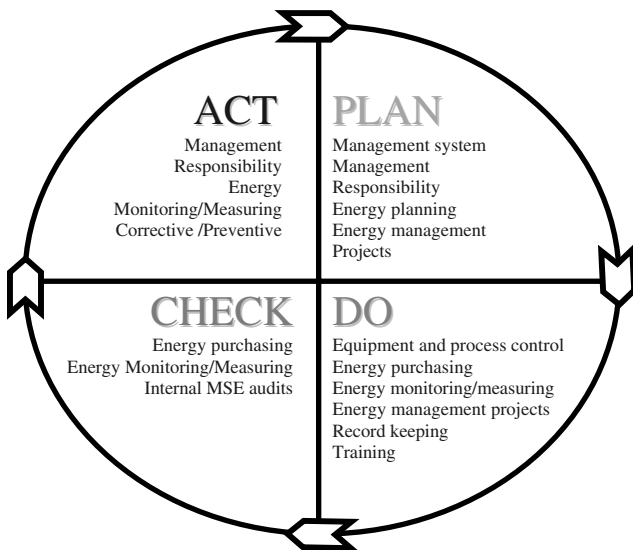 ACT
Management
Responsibility
Energy
Monitoring/Measuring
Corrective /Preventive
PLAN
Management system
Management
Responsibility
Energy planning
Energy management
Projects
CHECK
Energy purchasing
Energy Monitoring/Measuring
Internal MSE audits
DO
Equipment and process control
Energy purchasing
Energy monitoring/measuring
Energy management projects
Record keeping
Training